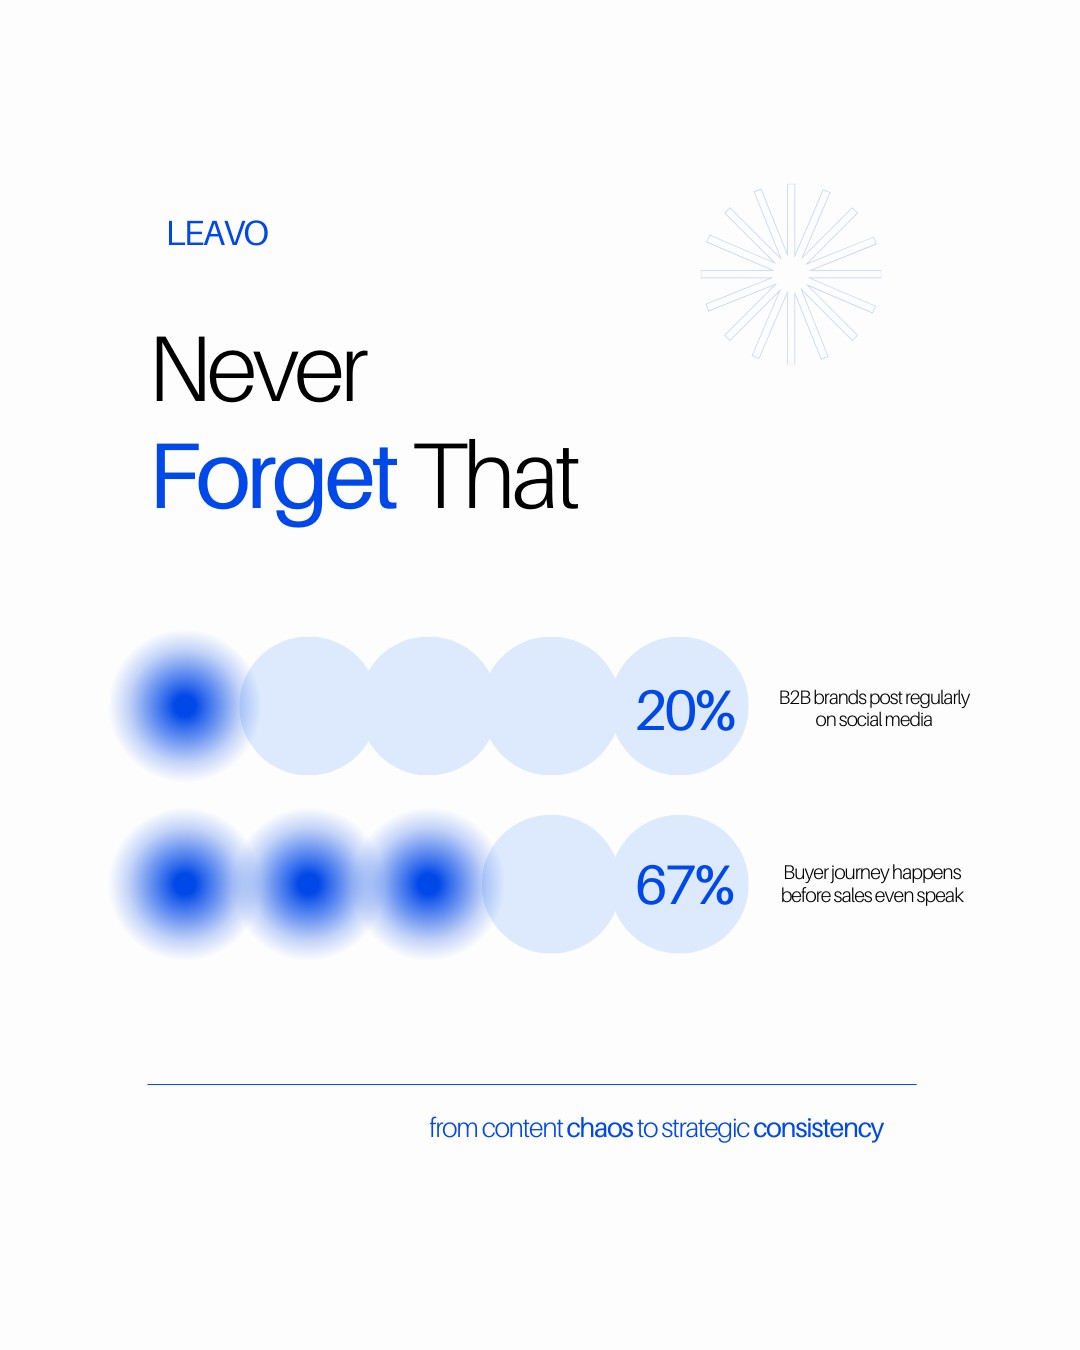 LEAVO
Never
Forget That
20%
B2B brands post regularly
on social media
67%
Buyer journey happens
before sales even speak
from content chaos to strategic consistency